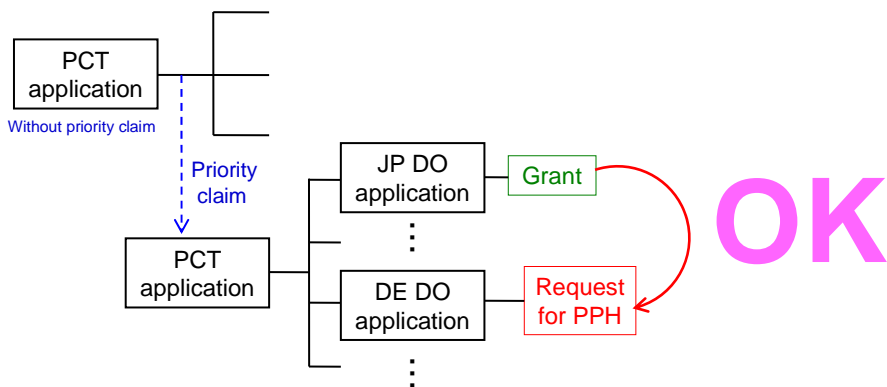 PCT
application
Without priority claim
Priority
claim
PCT
application
JP DO
application
Grant
OK
DE DO
application
Request
for PPH